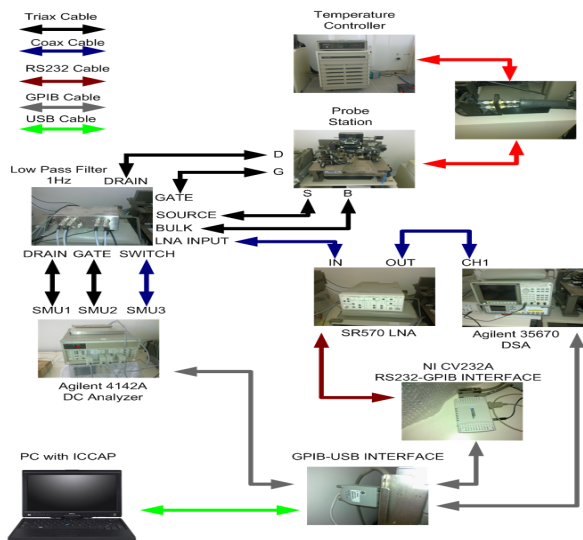 Triax Cable
Coax Cable
RS232 Cable
GPIB Cable
USB Cable
Temperature
Controller
Probe
Station
D
G
S
B
Low Pass Filter
1Hz
DRAIN
GATE
SOURCE
BULK
LNA INPUT
DRAIN GATE SWITCH
SMU1 SMU2 SMU3
Agilent 4142A
DC Analyzer
IN OUT CH1
SR570 LNA
Agilent 35670
DSA
NI CV232A
RS232-GPIB INTERFACE
GPIB-USB INTERFACE
PC with ICCAP